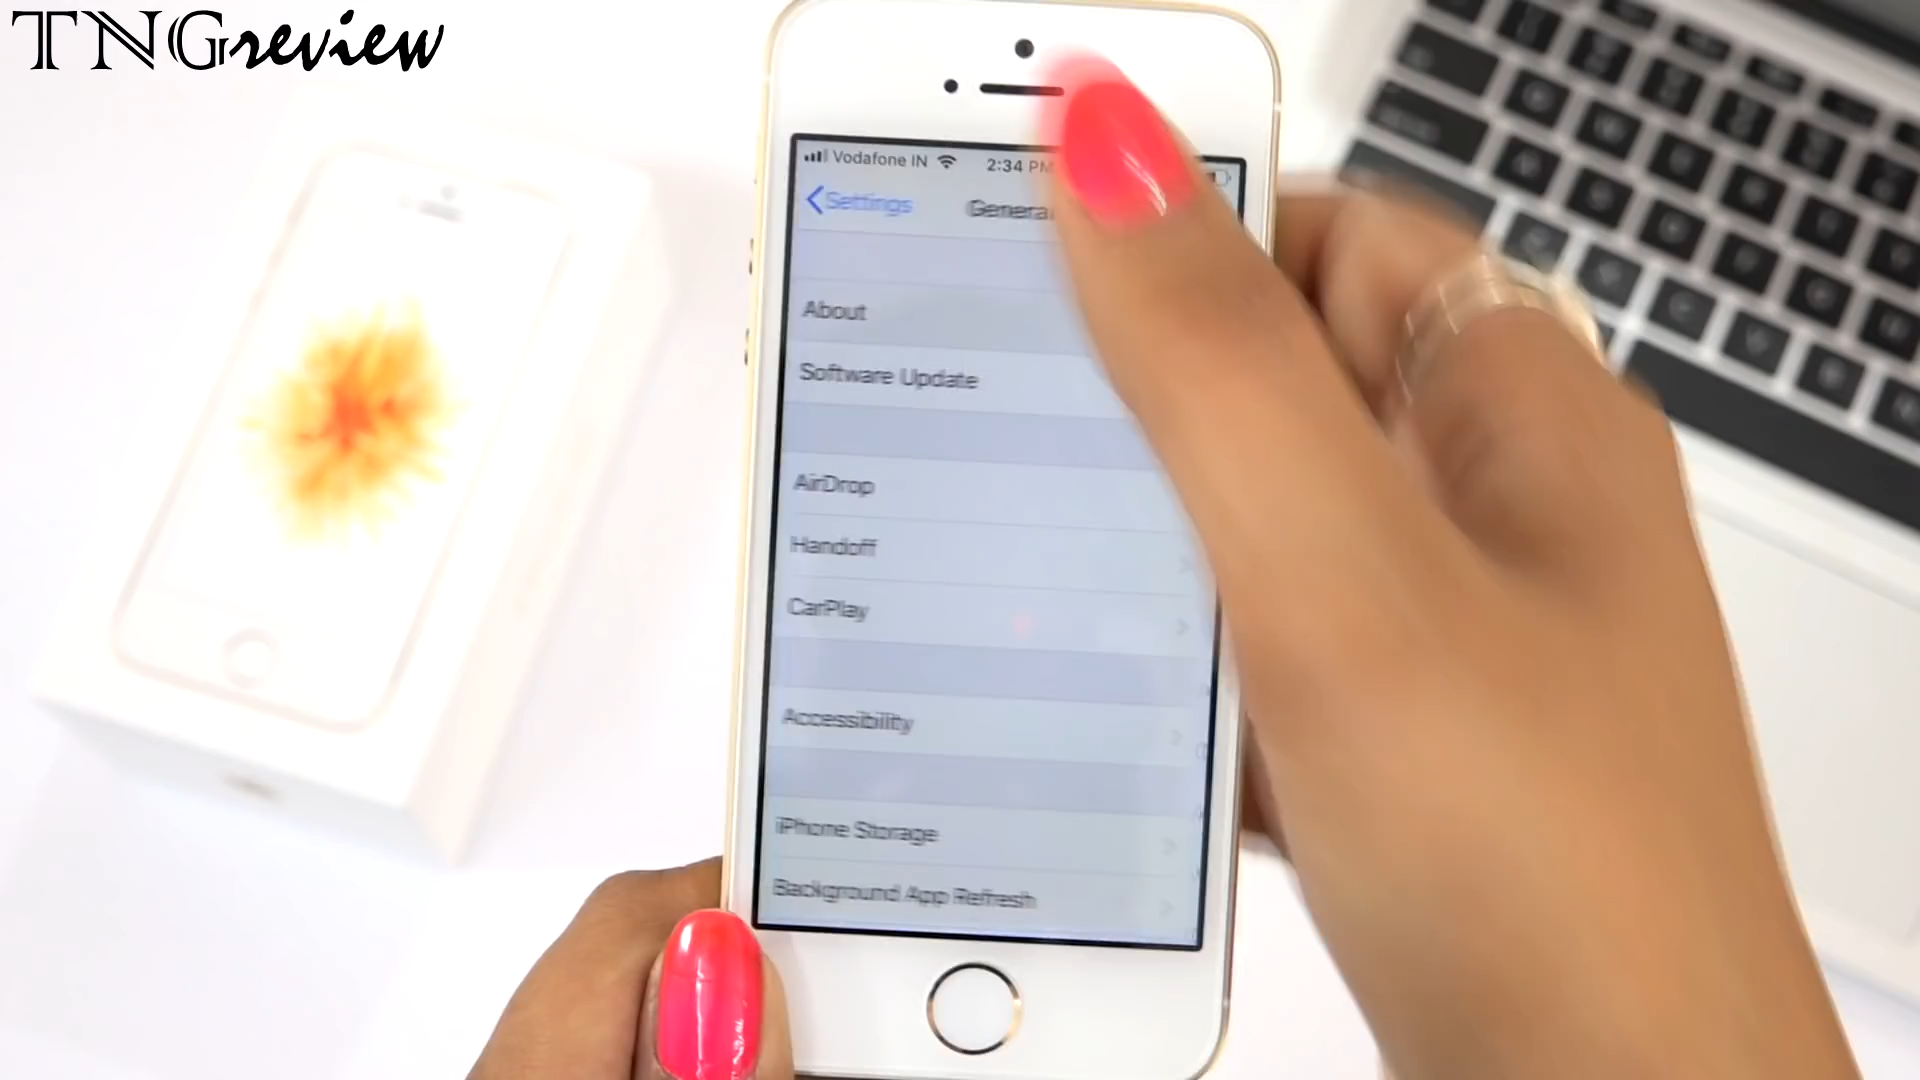 TNGreview
Vodafone IN 2:34 PM
Settings General
About
Software Update
AirDrop
Handoff
CarPlay
Accessibility
iPhone Storage
Background App Refresh